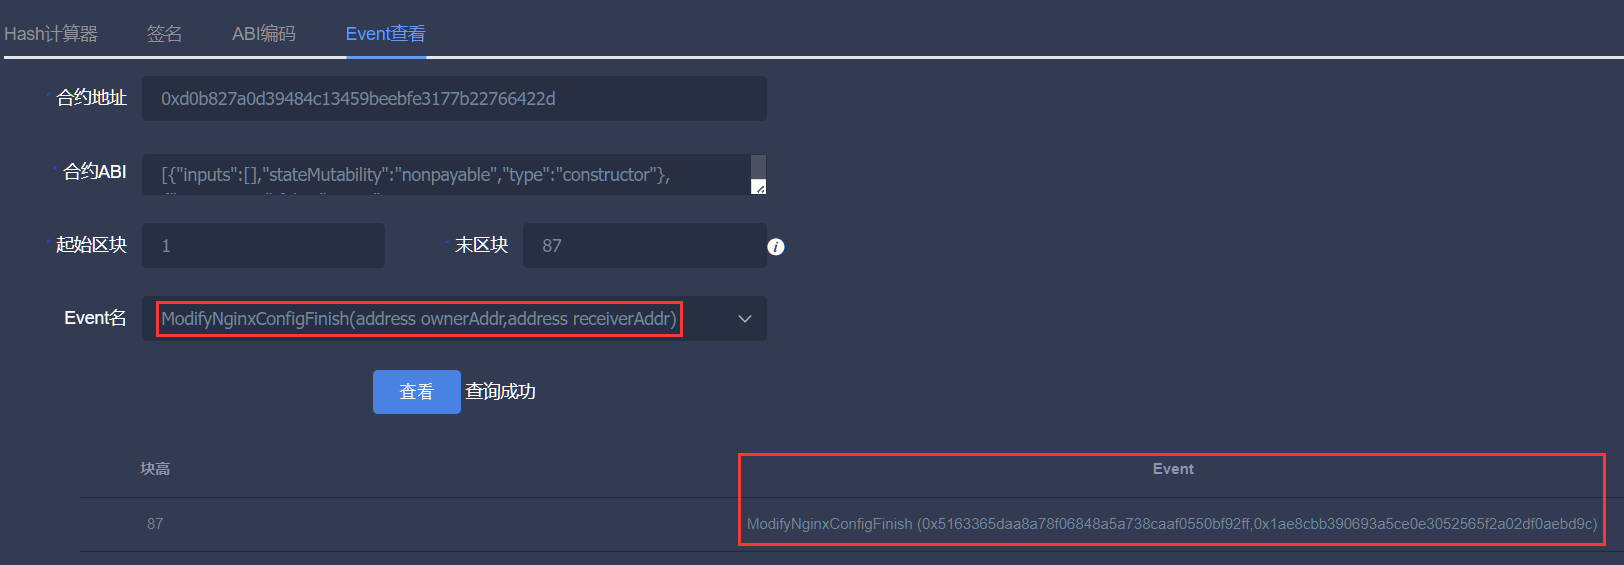 Hash计算器 签名 ABI编码 Event查看
* 合约地址 0xd0b827a0d39484c13459beebfe3177b22766422d
* 合约ABI [{"inputs":[],"stateMutability":"nonpayable","type":"constructor"},
* 起始区块 1 * 末区块 87 i
Event名 ModifyNginxConfigFinish(address ownerAddr,address receiverAddr)
查看 查询成功
块高 Event
87 ModifyNginxConfigFinish (0x5163365daa8a78f06848a5a738caaf0550bf92ff,0x1ae8cbb390693a5ce0e3052565f2a02df0aebd9c)